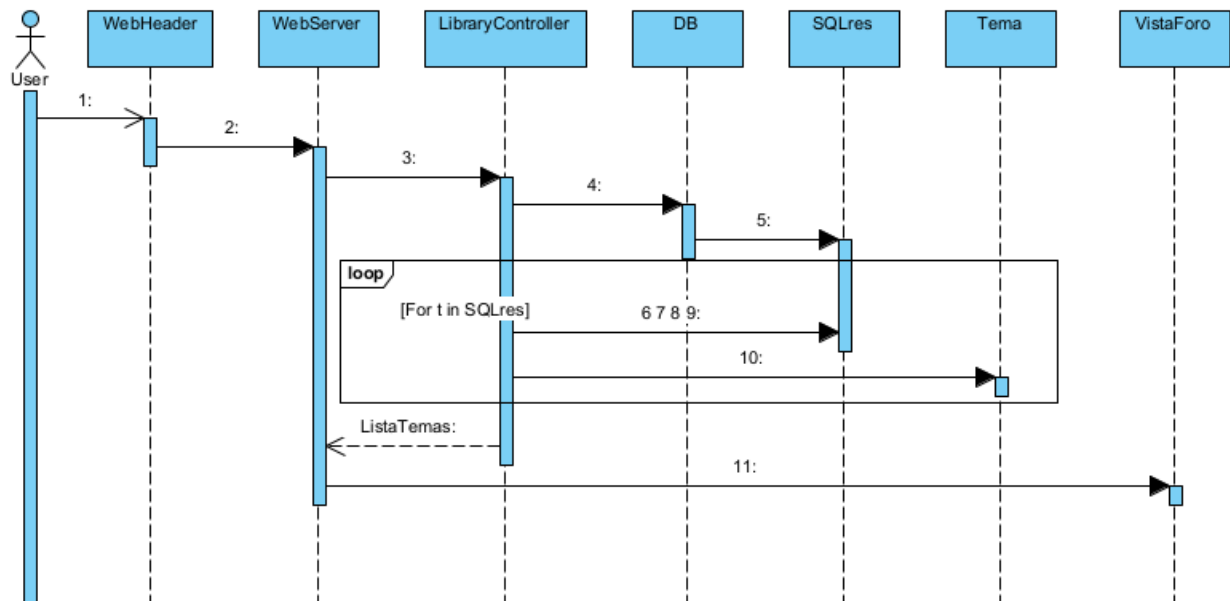 WebHeader
WebServer
LibraryController
DB
SQLres
Tema
VistaForo
User
1:
2:
3:
4:
5:
loop
[For t in SQLres]
6 7 8 9:
10:
ListaTemas:
11: